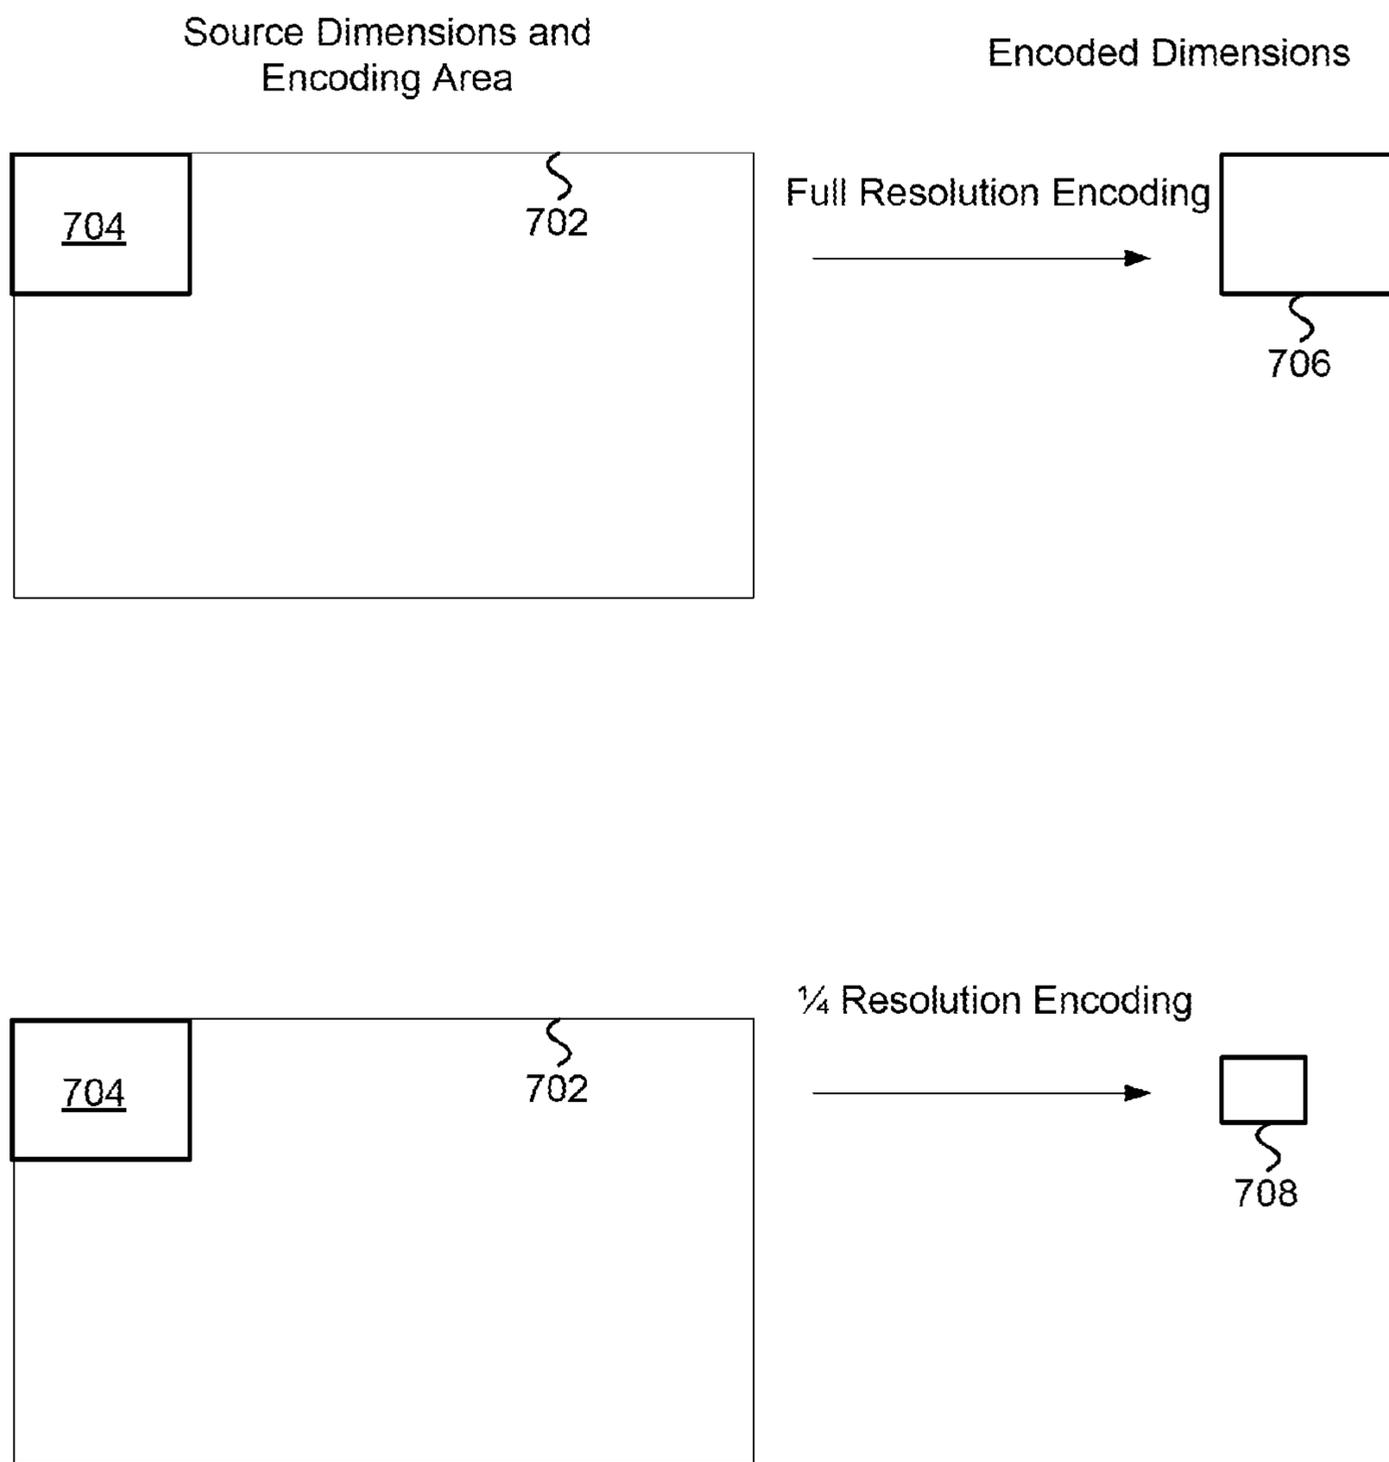 Source Dimensions and
Encoding Area
Encoded Dimensions
704
702
Full Resolution Encoding
706
¼ Resolution Encoding
704
702
708